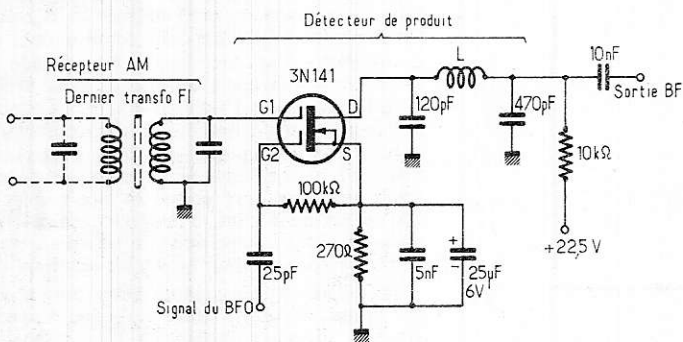 Détecteur de produit
Récepteur AM
Dernier transfo FI
3N141
G1
D
G2
S
L
10nF
Sortie BF
120pF
470pF
10kΩ
+22,5 V
100kΩ
270Ω
5nF
+
−
25µF
6V
25pF
Signal du BFO